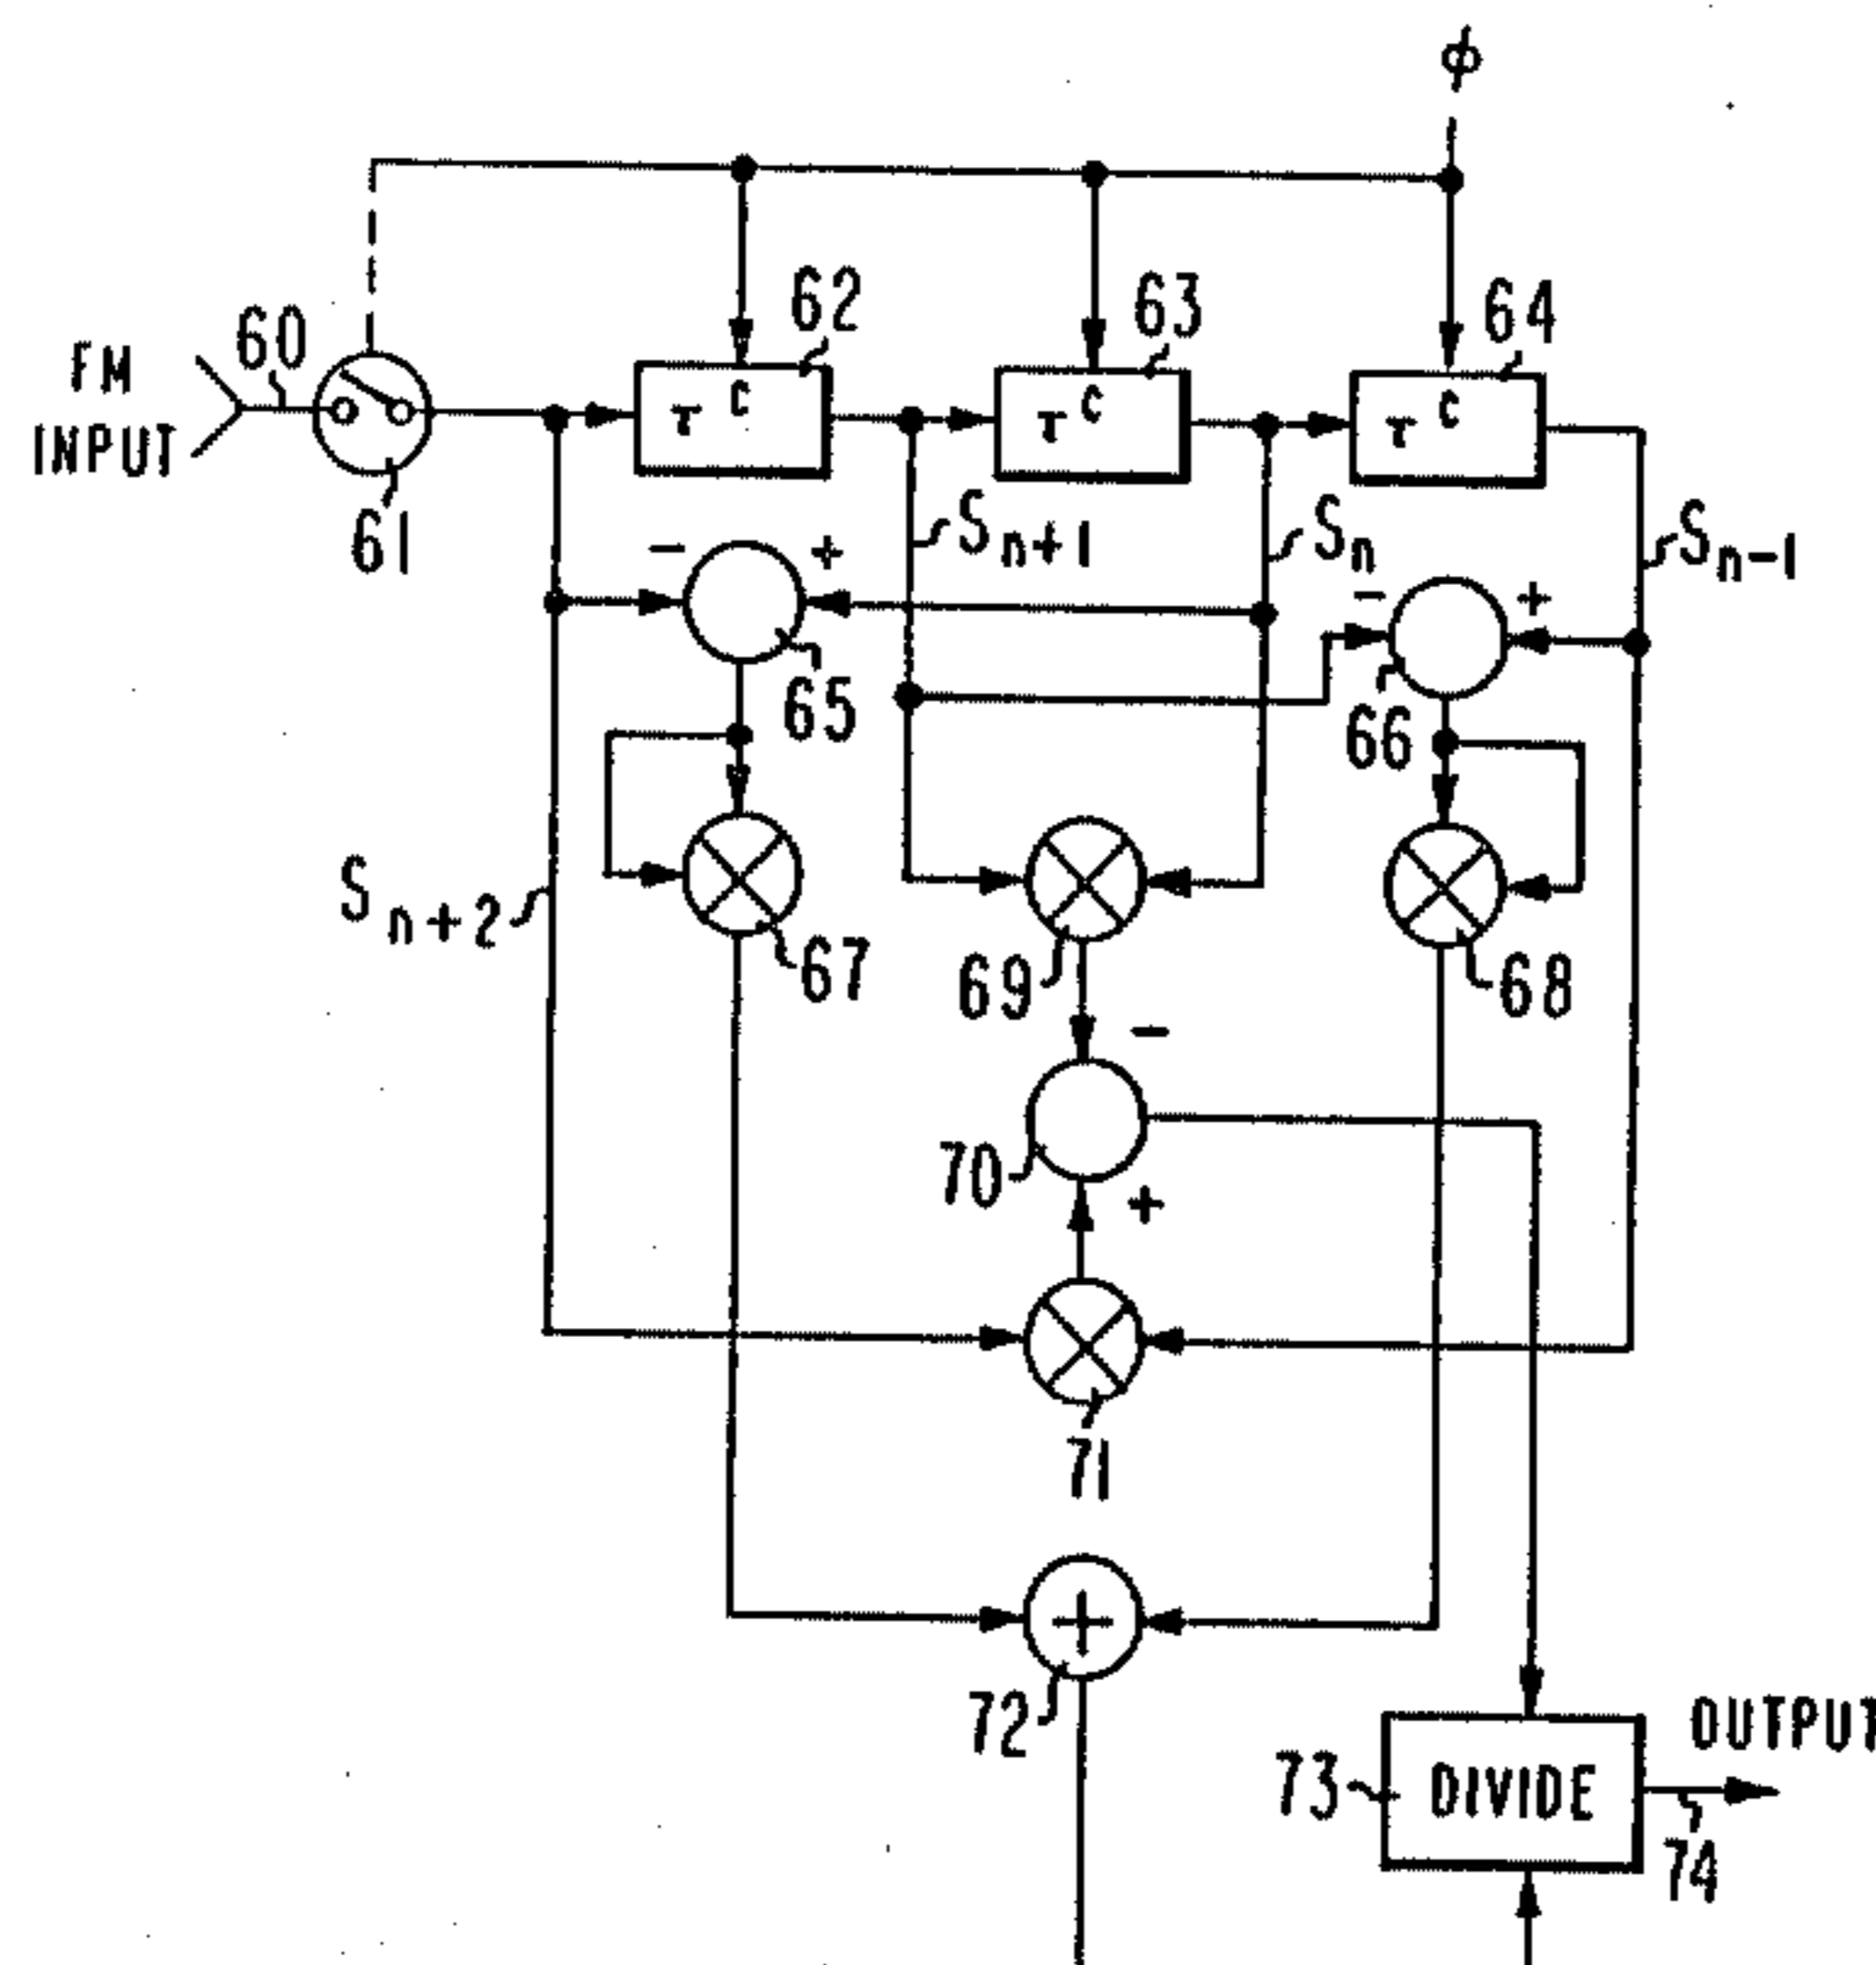 ϕ
62
63
64
60
FM
INPUT
τ C
τ C
τ C
61
− +
S n+1
S n
S n−1
− +
65
66
S n+2
67
69
68
−
70
+
71
+
72
OUTPUT
73
DIVIDE
74